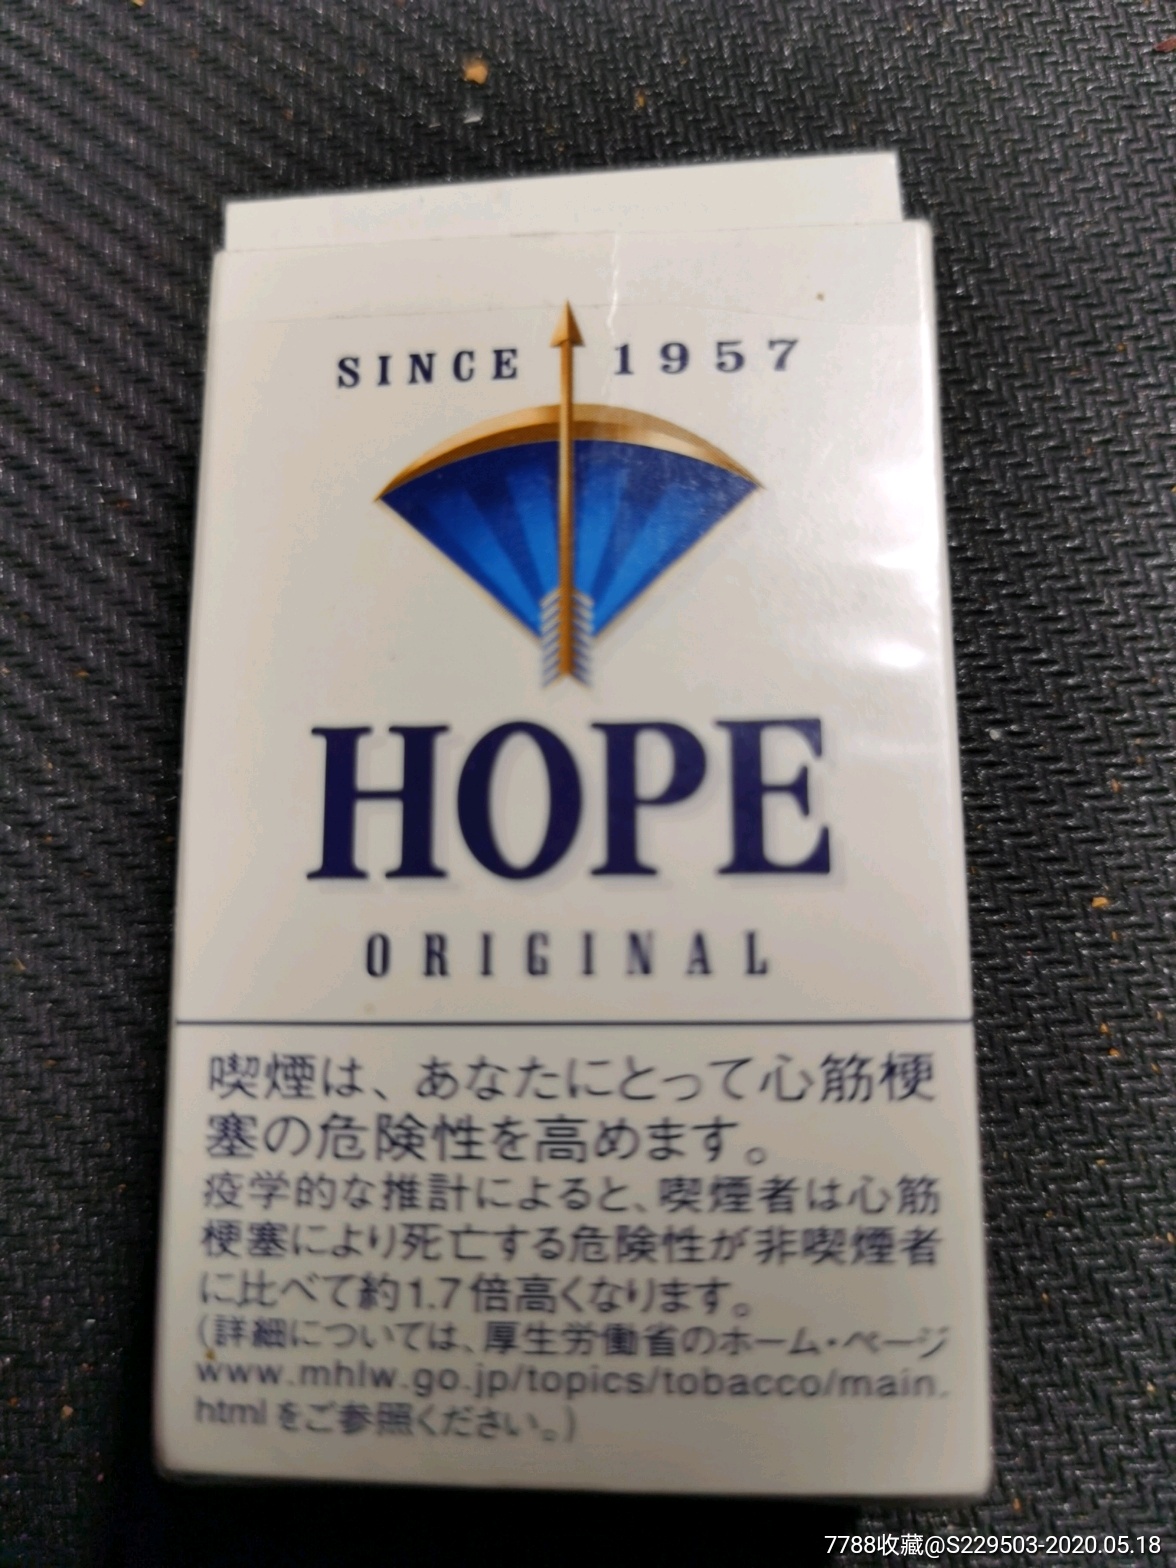 SINCE 1957
HOPE
ORIGINAL
喫煙は、あなたにとって心筋梗
塞の危険性を高めます。
疫学的な推計によると、喫煙者は心筋
梗塞により死亡する危険性が非喫煙者
に比べて約1.7倍高くなります。
(詳細については、厚生労働省のホーム・ページ
www.mhlw.go.jp/topics/tobacco/main.
htmlをご参照ください。)
7788收藏@S229503-2020.05.18